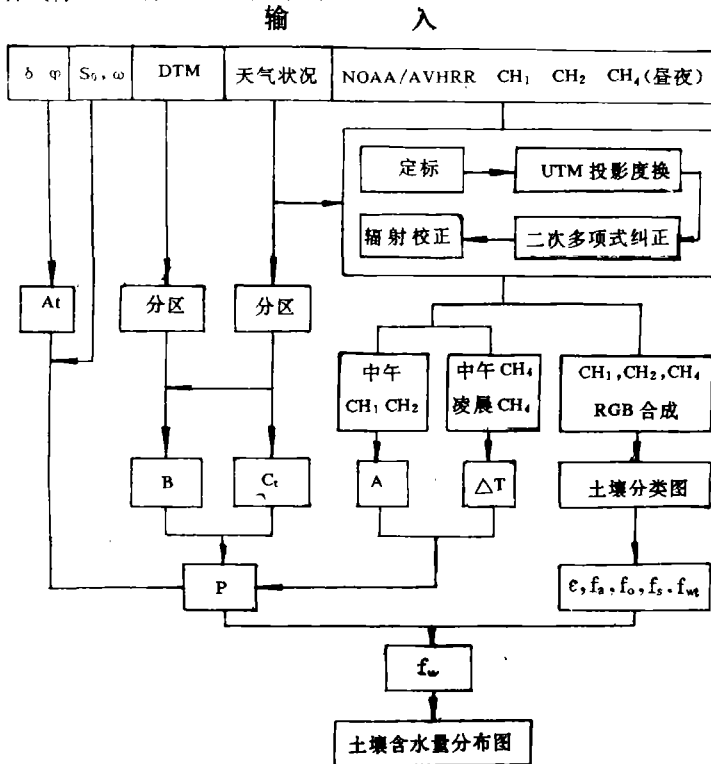 输 入
δ φ S₀, ω DTM 天气状况 NOAA/AVHRR CH₁ CH₂ CH₄(昼夜)
定标 UTM 投影度换
辐射校正 二次多项式纠正
At 分区 分区
中午 CH₁ CH₂
中午 CH₄ 凌晨 CH₄
CH₁,CH₂,CH₄ RGB 合成
B Cₜ A △T 土壤分类图
P ϵ,fₐ,fₒ,fₛ.f_wt
f_w
土壤含水量分布图